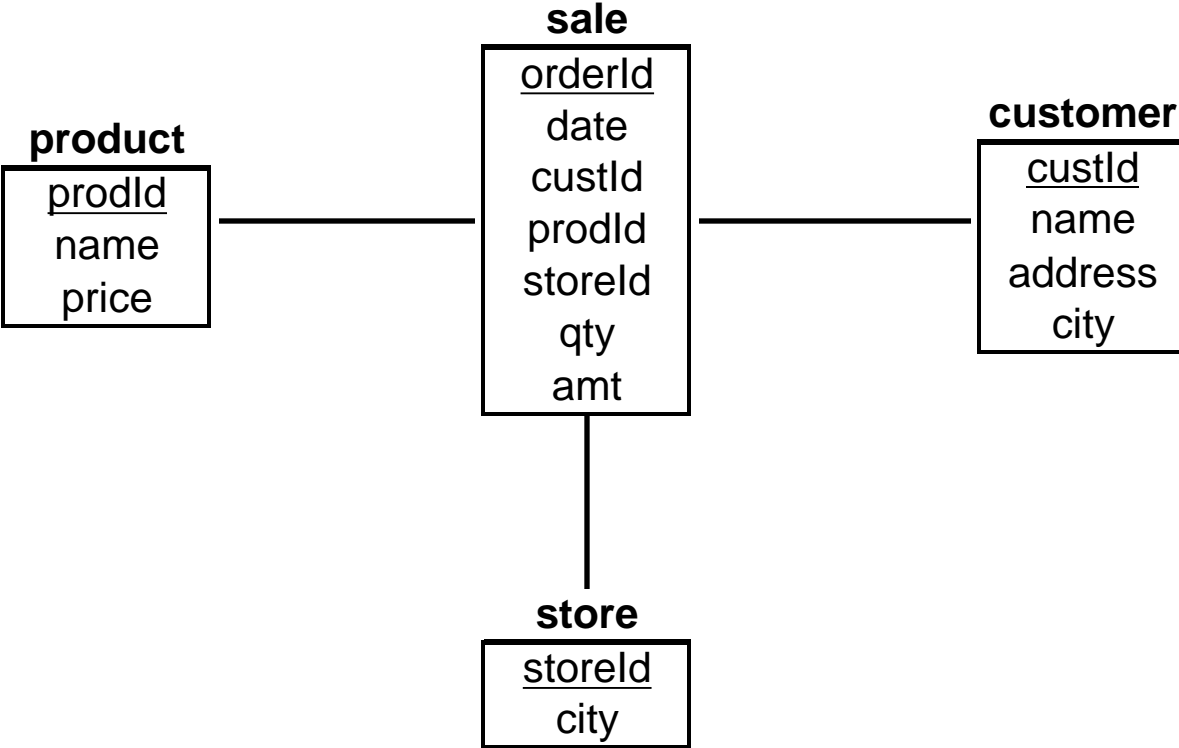 sale
orderId
date
custId
prodId
storeId
qty
amt
product
prodId
name
price
customer
custId
name
address
city
store
storeId
city